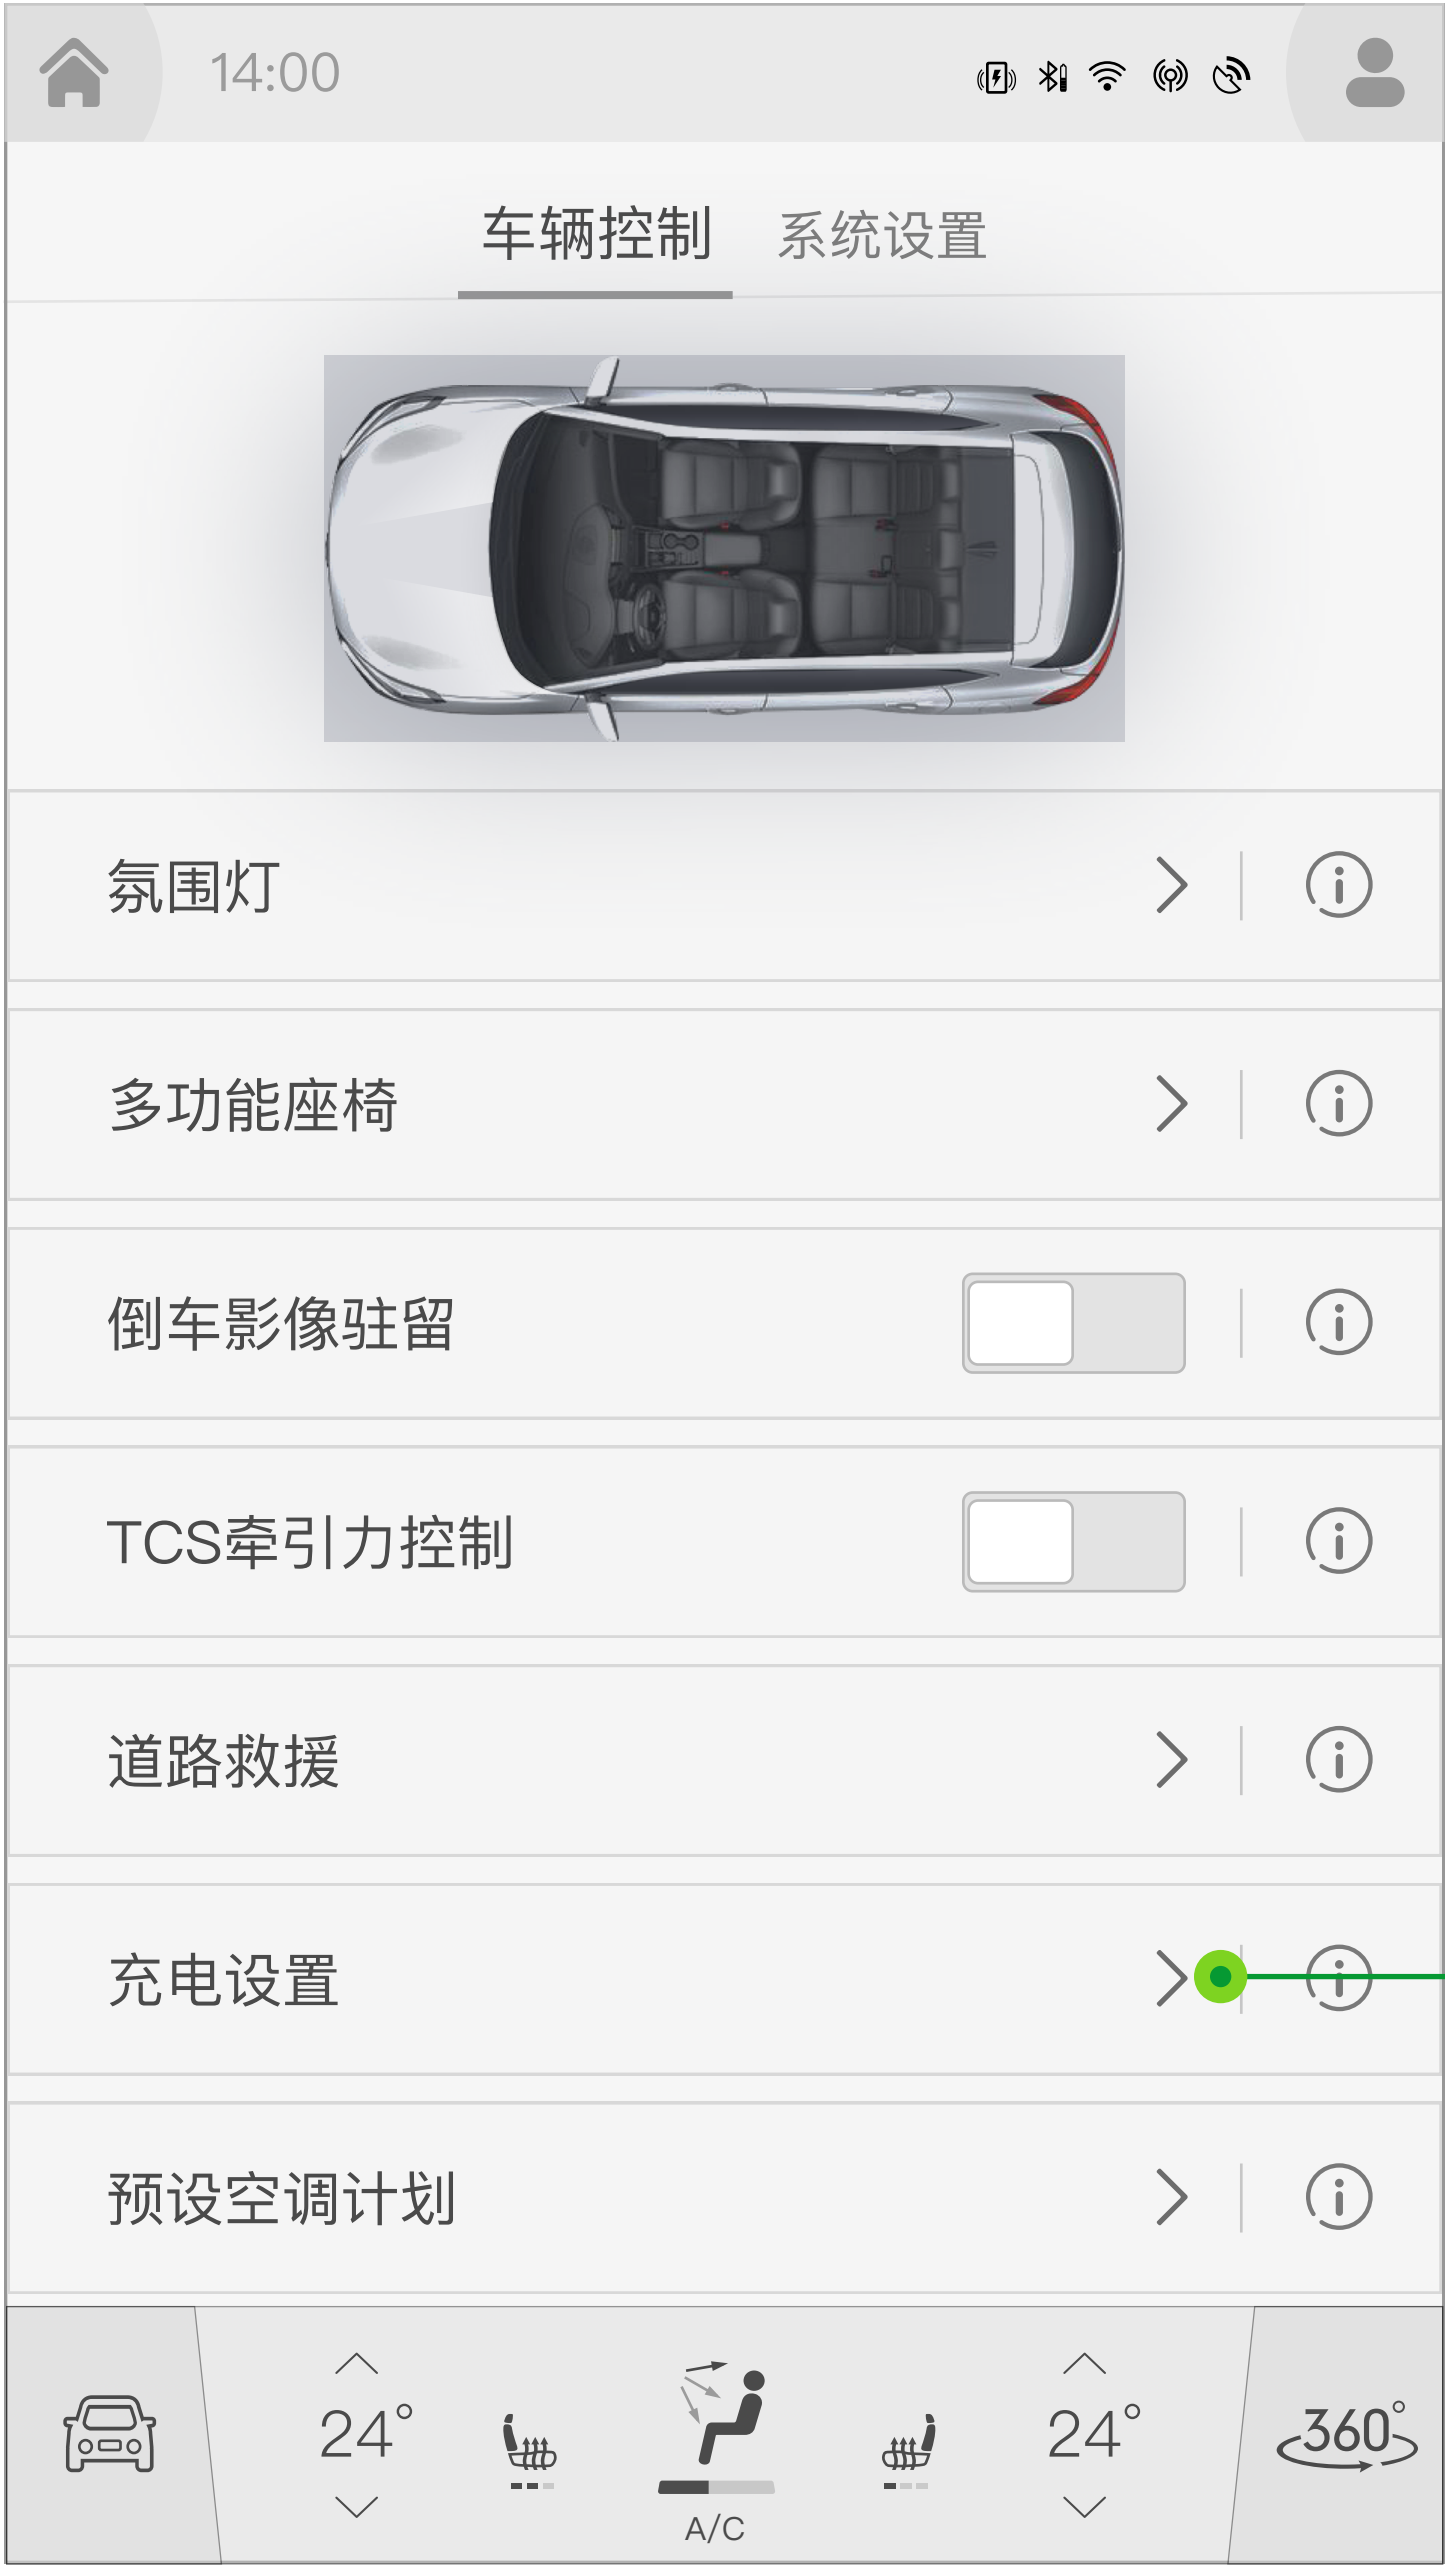 14:00
车辆控制 系统设置
氛围灯
多功能座椅
倒车影像驻留
TCS牵引力控制
道路救援
充电设置
预设空调计划
24° 24° 360°
A/C